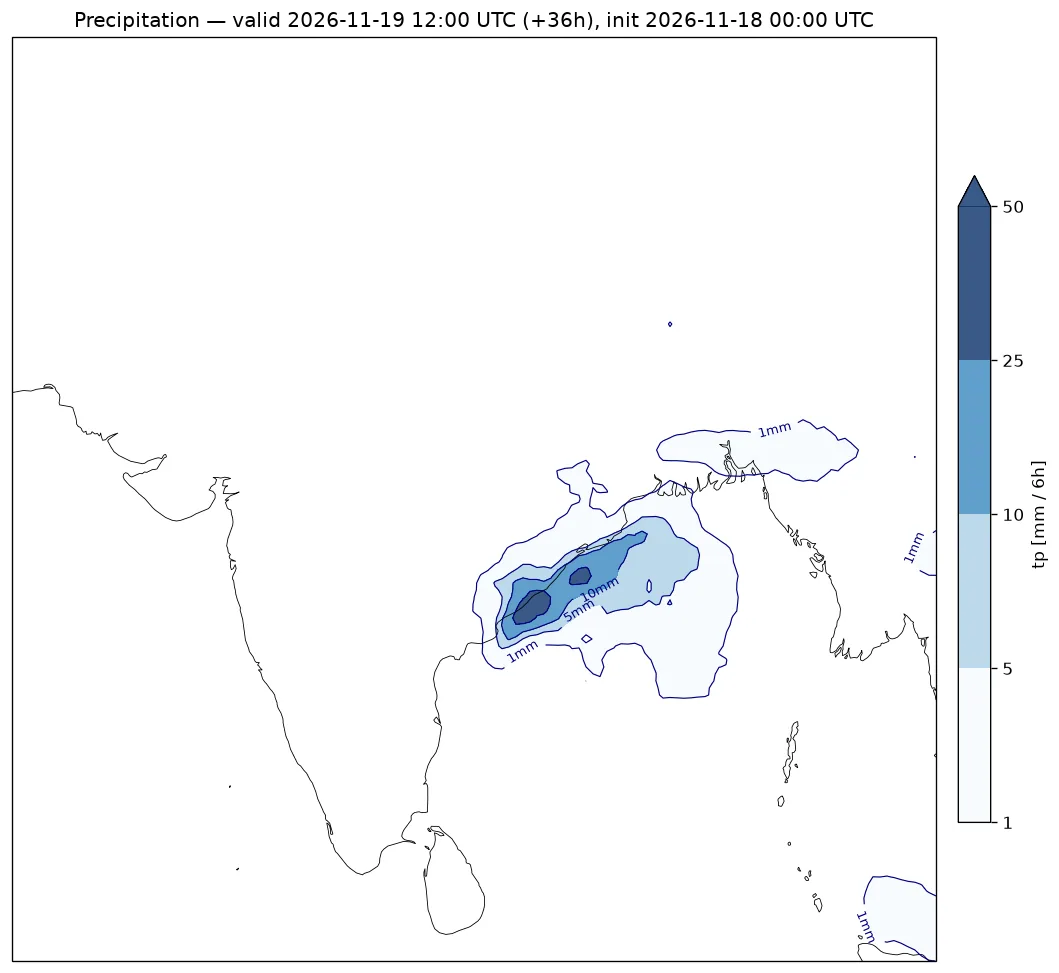 Precipitation — valid 2026-11-19 12:00 UTC (+36h), init 2026-11-18 00:00 UTC
50
25
10
5
1
tp [mm / 6h]
1mm
1mm
10mm
5mm
1mm
1mm